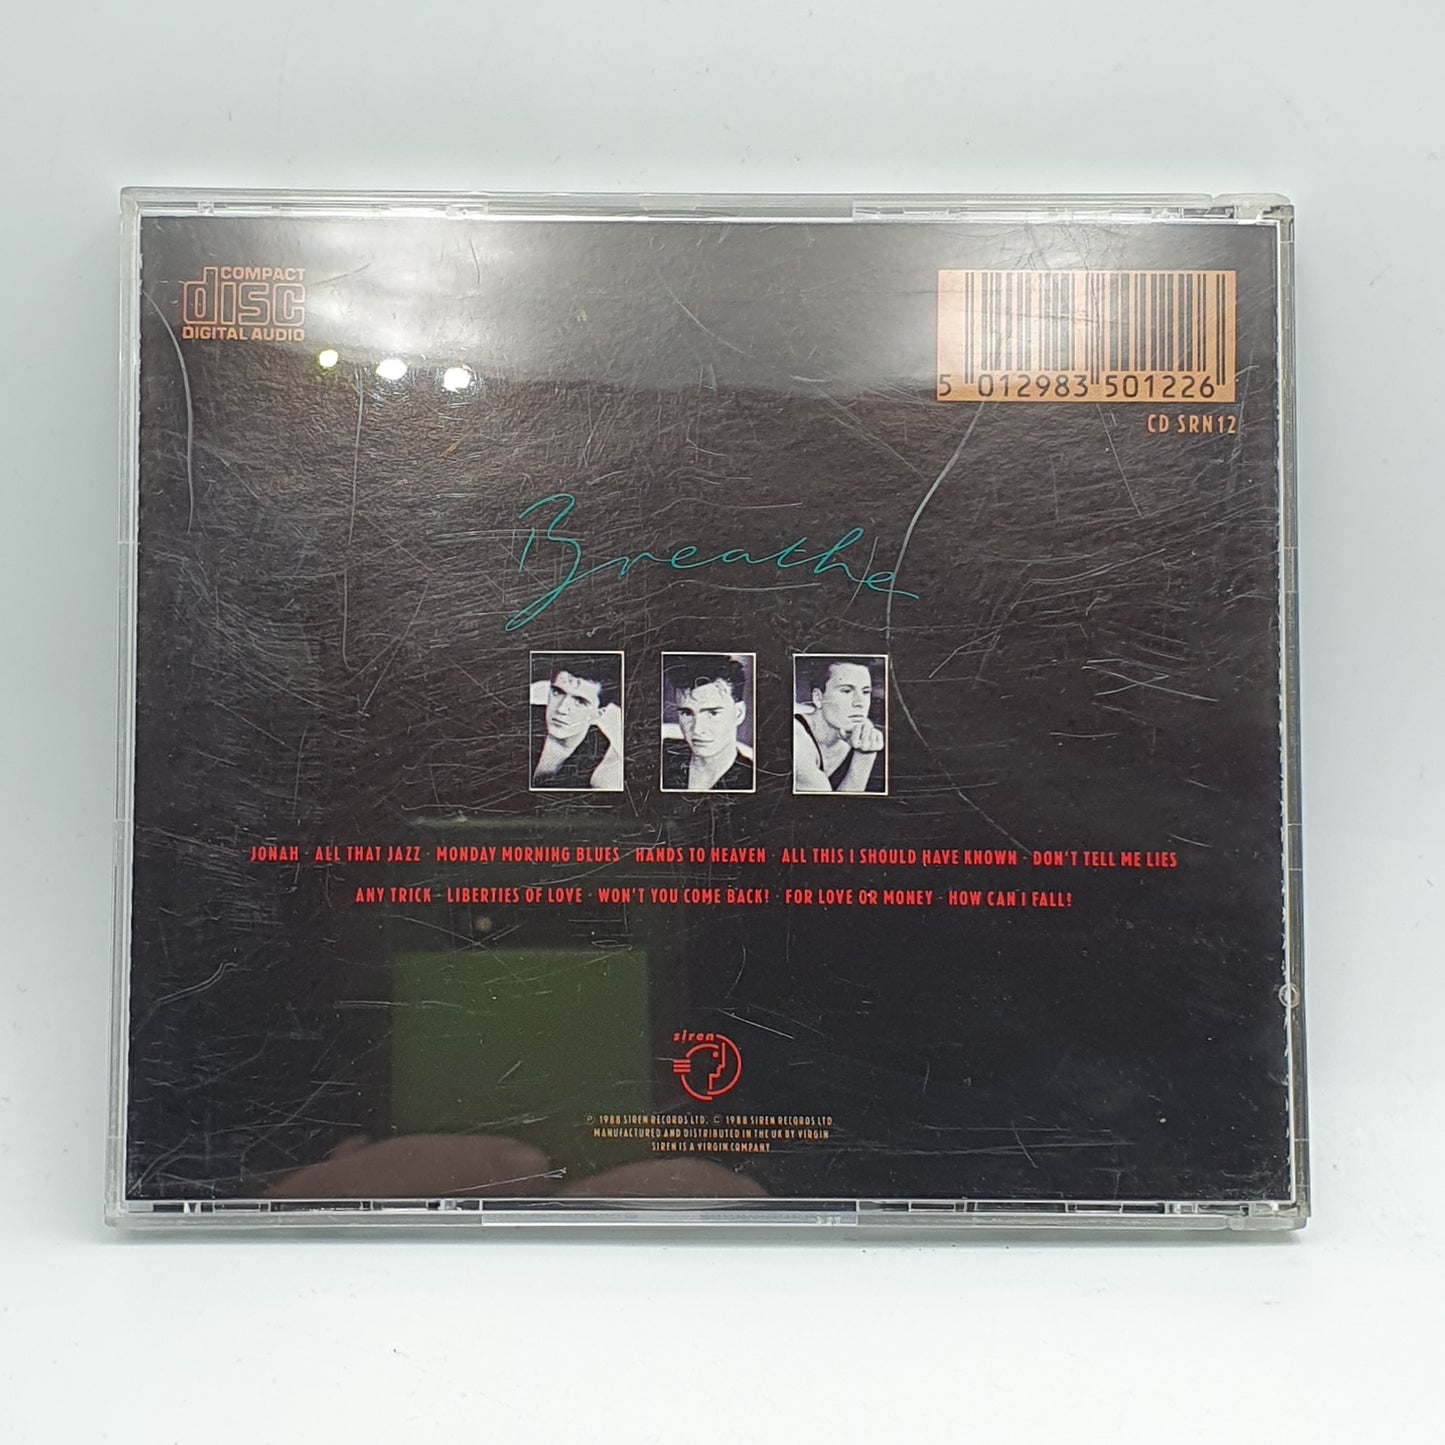 COMPACT
disc
DIGITAL AUDIO
5 012983 501226
CD SRN12
Breathe
JONAH · ALL THAT JAZZ · MONDAY MORNING BLUES · HANDS TO HEAVEN · ALL THIS I SHOULD HAVE KNOWN · DON'T TELL ME LIES
ANY TRICK · LIBERTIES OF LOVE · WON'T YOU COME BACK? · FOR LOVE OR MONEY · HOW CAN I FALL?
siren
℗ 1988 SIREN RECORDS LTD. © 1988 SIREN RECORDS LTD
MANUFACTURED AND DISTRIBUTED IN THE UK BY VIRGIN
SIREN IS A VIRGIN COMPANY